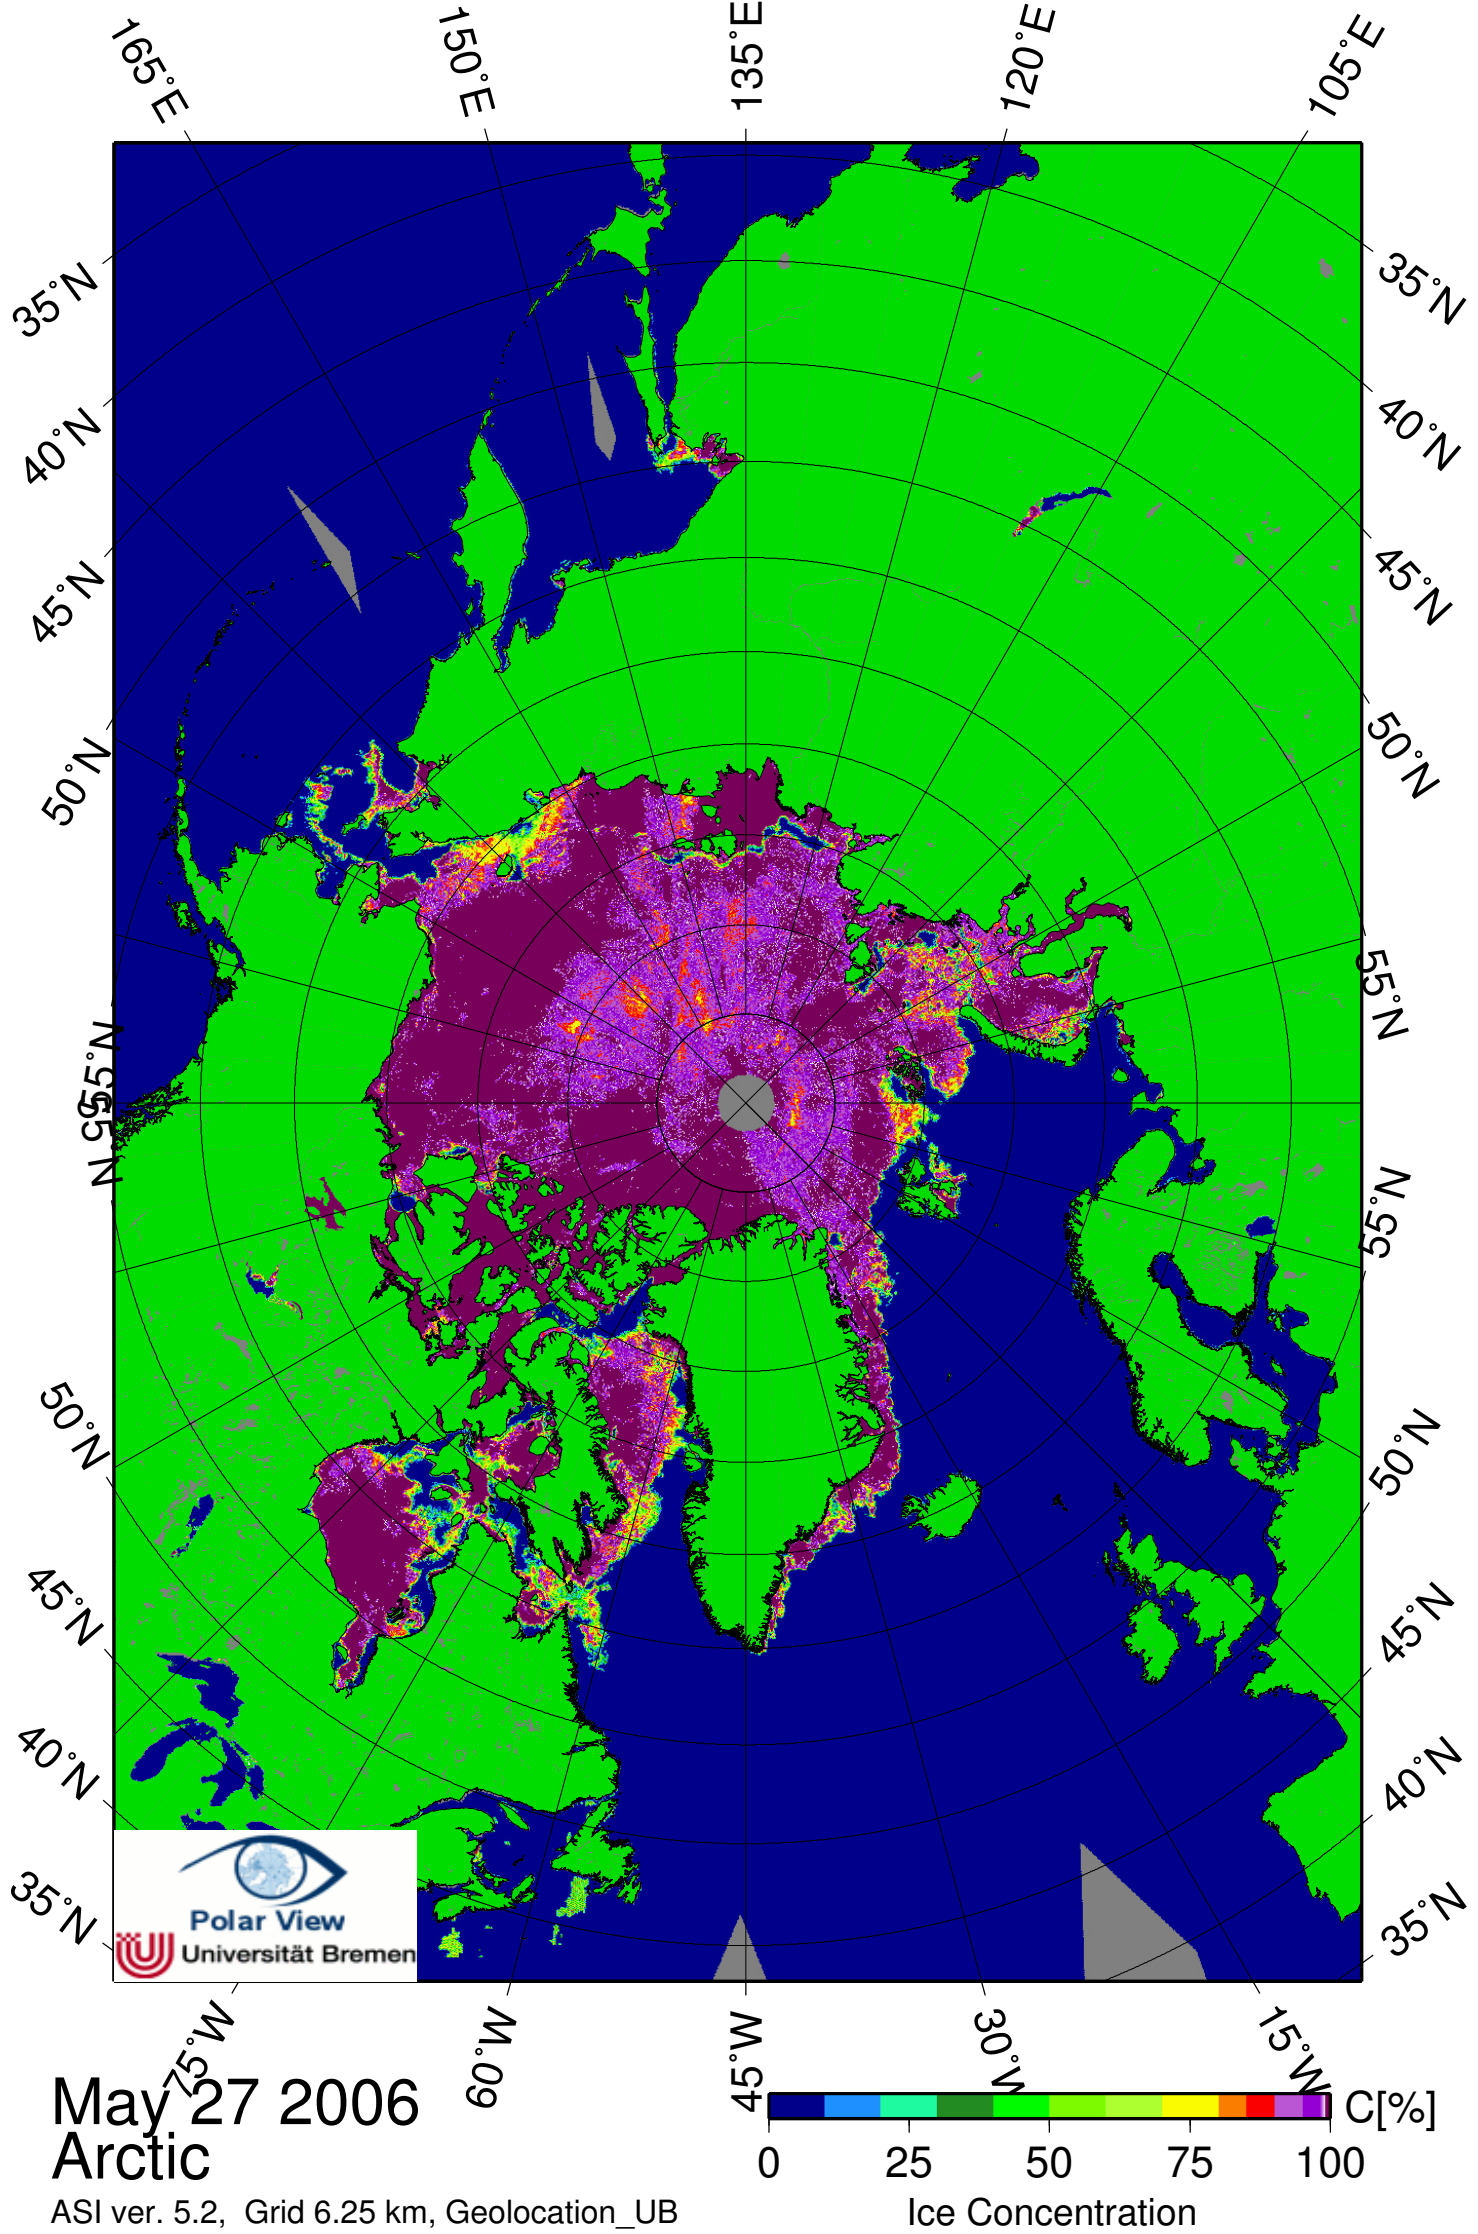 165°E 150°E 135°E 120°E 105°E
35°N 35°N
40°N 40°N
45°N 45°N
50°N 50°N
55°N 55°N
55°N 55°N
50°N 50°N
45°N 45°N
40°N 40°N
35°N 35°N
Polar View
Universität Bremen
75°W 60°W 45°W 30°W 15°W
May 27 2006
Arctic
ASI ver. 5.2, Grid 6.25 km, Geolocation_UB
C[%]
0 25 50 75 100
Ice Concentration